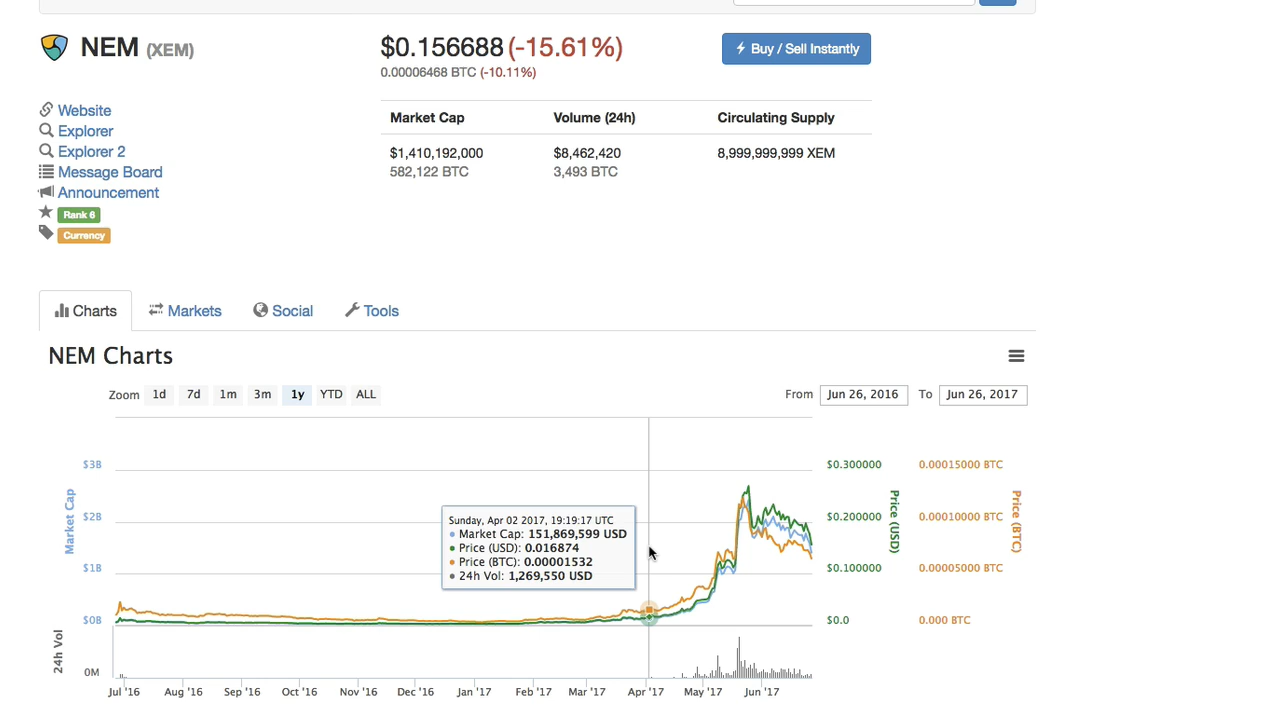 NEM (XEM)
$0.156688 (-15.61%)
0.00006468 BTC (-10.11%)
Buy / Sell Instantly
Website
Explorer
Explorer 2
Message Board
Announcement
Rank 6
Currency
Market Cap Volume (24h) Circulating Supply
$1,410,192,000 $8,462,420 8,999,999,999 XEM
582,122 BTC 3,493 BTC
Charts Markets Social Tools
NEM Charts
Zoom 1d 7d 1m 3m 1y YTD ALL
From Jun 26, 2016 To Jun 26, 2017
$3B
$2B
$1B
$0B
Market Cap
24h Vol
0M
Sunday, Apr 02 2017, 19:19:17 UTC
Market Cap: 151,869,599 USD
Price (USD): 0.016874
Price (BTC): 0.00001532
24h Vol: 1,269,550 USD
$0.300000
$0.200000
$0.100000
$0.0
Price (USD)
0.00015000 BTC
0.00010000 BTC
0.00005000 BTC
0.000 BTC
Price (BTC)
Jul '16 Aug '16 Sep '16 Oct '16 Nov '16 Dec '16 Jan '17 Feb '17 Mar '17 Apr '17 May '17 Jun '17